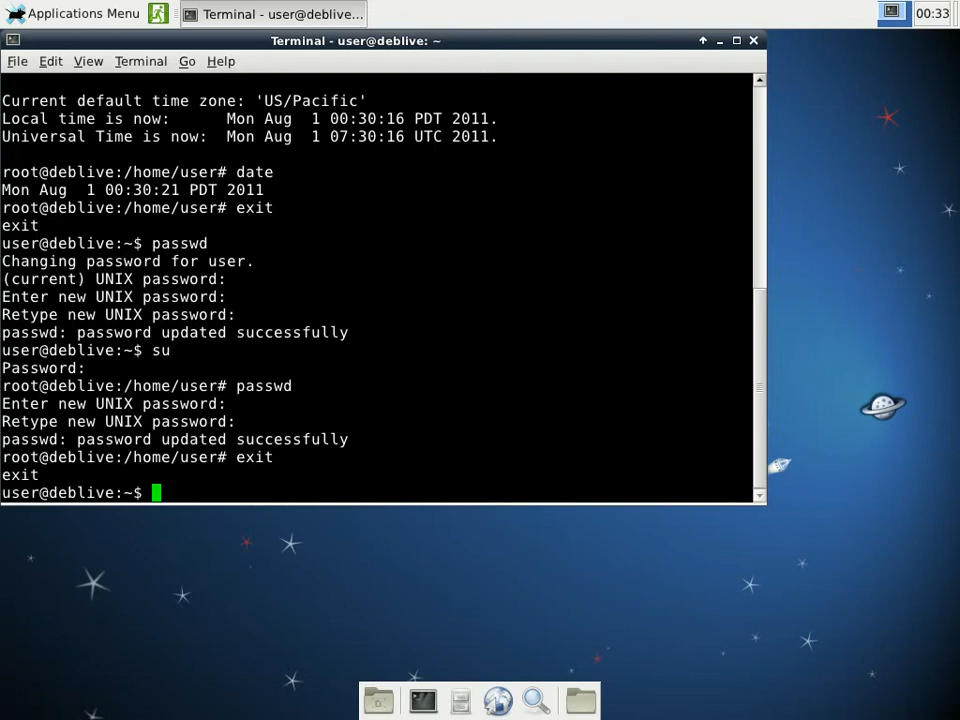 Applications Menu
Terminal - user@deblive...
00:33
Terminal - user@deblive: ~
File Edit View Terminal Go Help
Current default time zone: 'US/Pacific'
Local time is now:      Mon Aug  1 00:30:16 PDT 2011.
Universal Time is now:  Mon Aug  1 07:30:16 UTC 2011.
root@deblive:/home/user# date
Mon Aug  1 00:30:21 PDT 2011
root@deblive:/home/user# exit
exit
user@deblive:~$ passwd
Changing password for user.
(current) UNIX password:
Enter new UNIX password:
Retype new UNIX password:
passwd: password updated successfully
user@deblive:~$ su
Password:
root@deblive:/home/user# passwd
Enter new UNIX password:
Retype new UNIX password:
passwd: password updated successfully
root@deblive:/home/user# exit
exit
user@deblive:~$